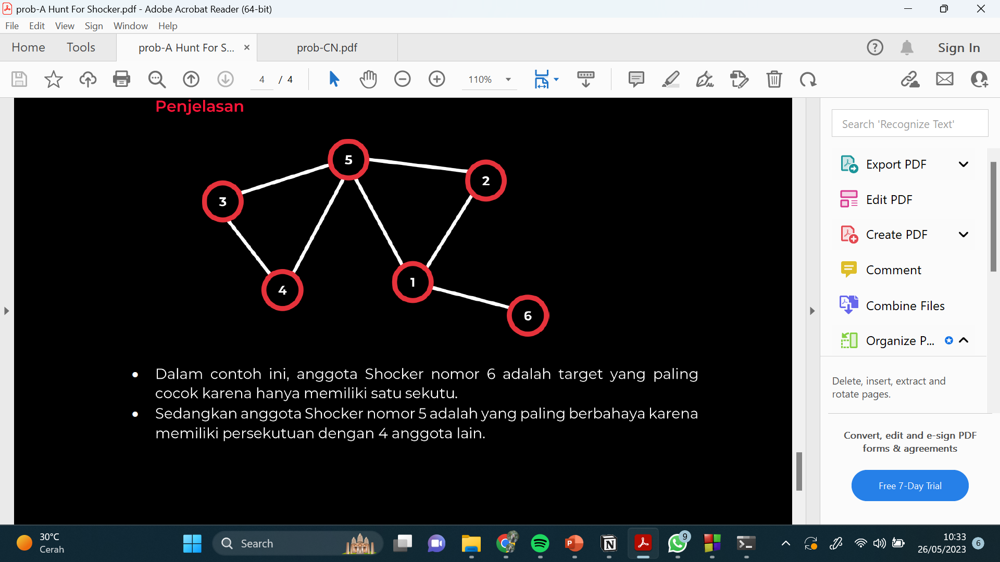 prob-A Hunt For Shocker.pdf - Adobe Acrobat Reader (64-bit)
File Edit View Sign Window Help
Home Tools prob-A Hunt For S... × prob-CN.pdf Sign In
4 / 4 110%
Penjelasan
5
2
3
1
4
6
• Dalam contoh ini, anggota Shocker nomor 6 adalah target yang paling
cocok karena hanya memiliki satu sekutu.
• Sedangkan anggota Shocker nomor 5 adalah yang paling berbahaya karena
memiliki persekutuan dengan 4 anggota lain.
Search 'Recognize Text'
Export PDF
Edit PDF
Create PDF
Comment
Combine Files
Organize P...
Delete, insert, extract and
rotate pages.
Convert, edit and e-sign PDF
forms & agreements
Free 7-Day Trial
30°C
Cerah
Search
9
10:33
26/05/2023
6